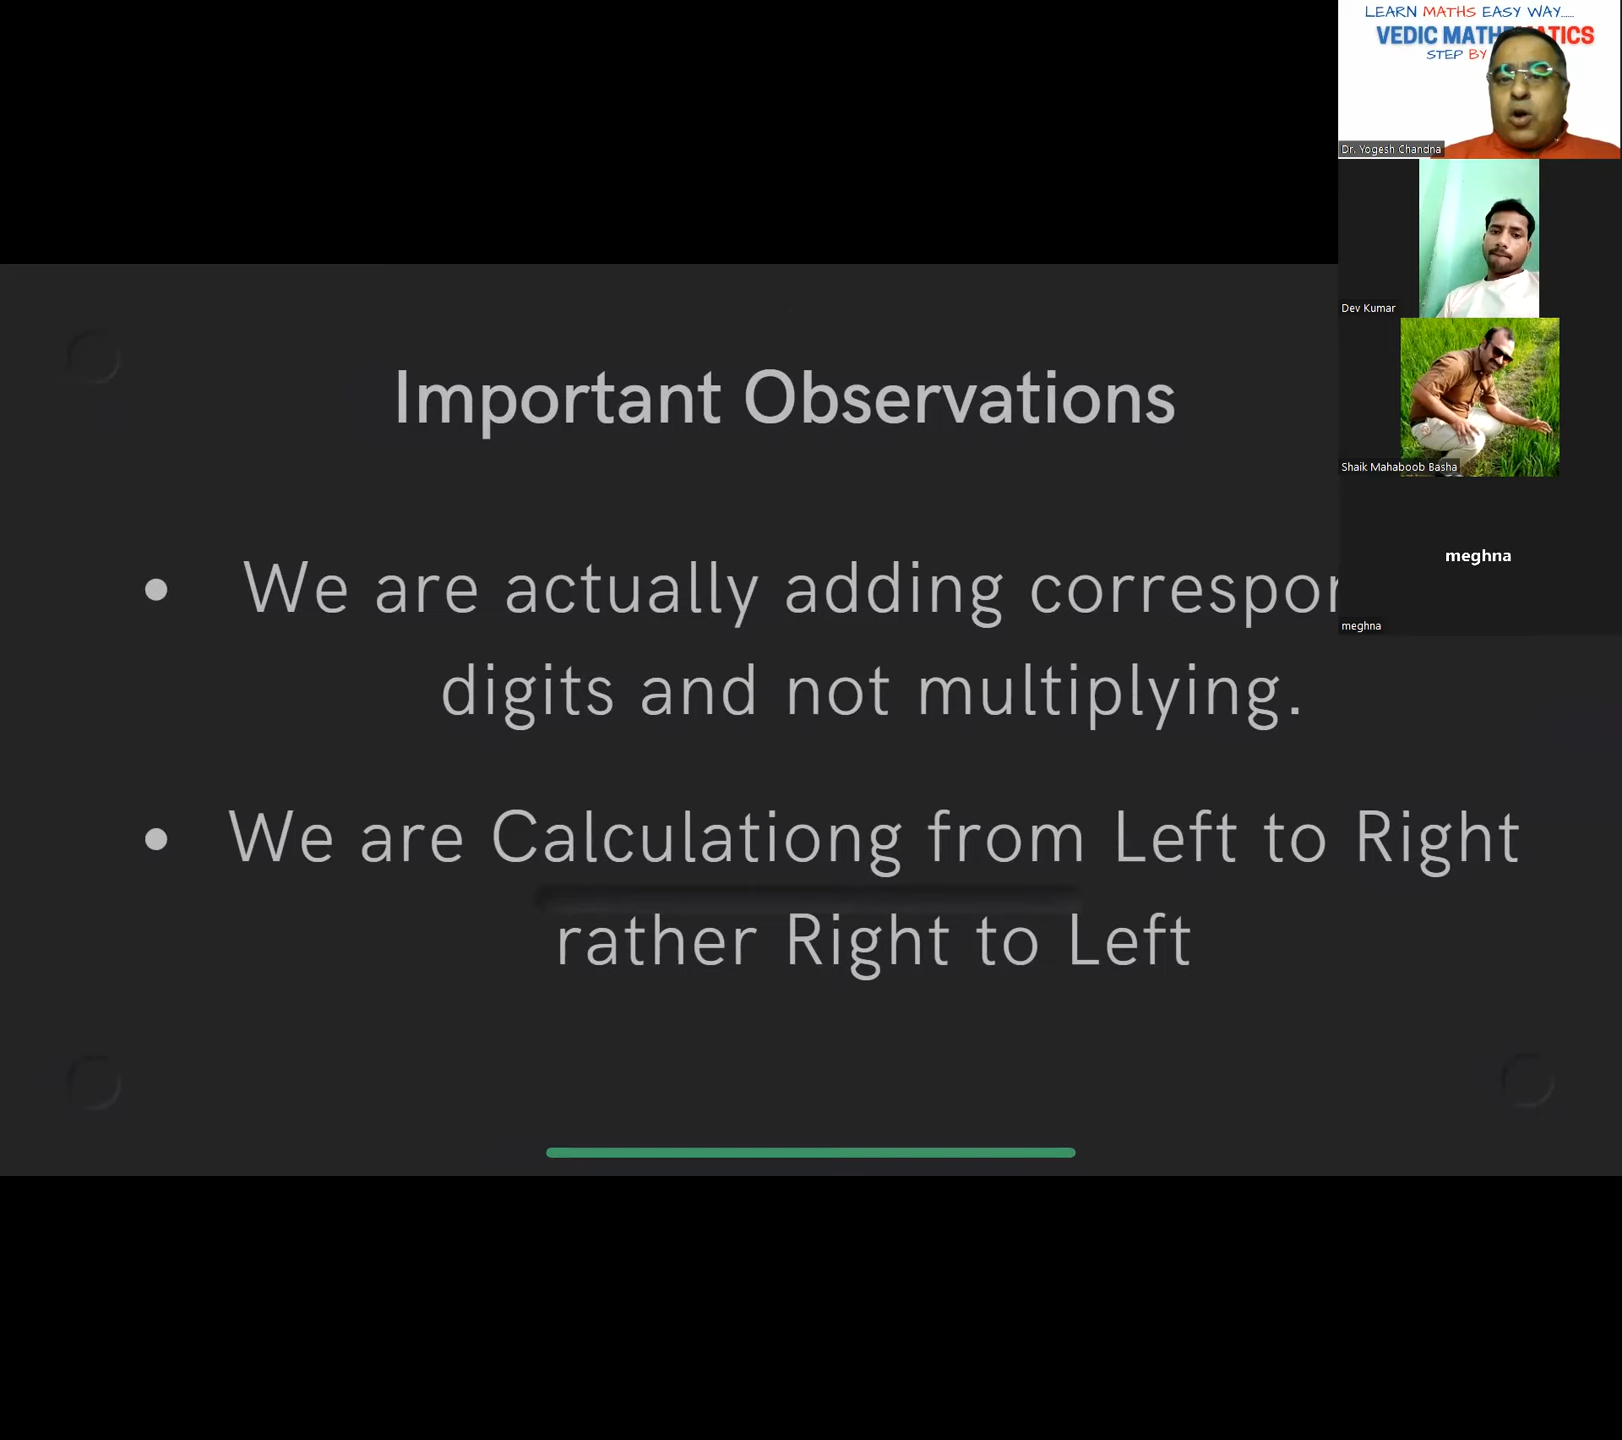 Important Observations
We are actually adding
digits and not multiplying.
We are Calculationg from Left to Right
rather Right to Left
LEARN MATHS EASY WAY.....
VEDIC
STEP BY
Dr. Yogesh Chandna
Dev Kumar
Shaik Mahaboob Basha
meghna
meghna